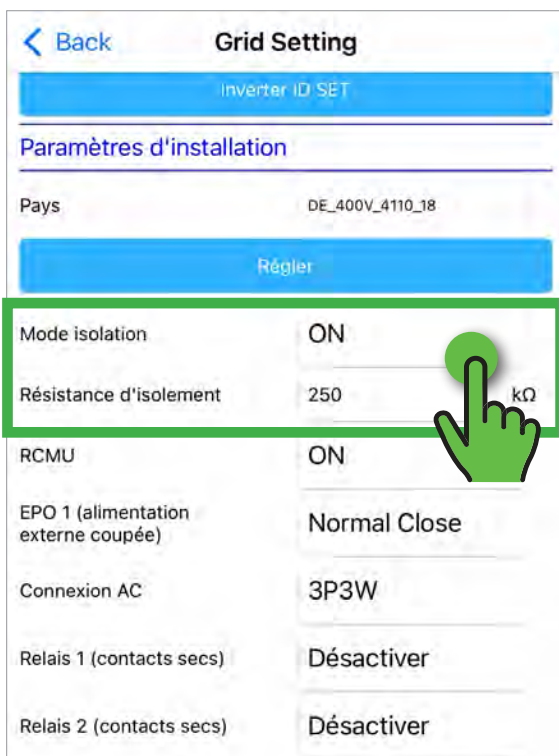 Back Grid Setting
Inverter ID SET
Paramètres d'installation
Pays DE_400V_4110_18
Régler
Mode isolation ON
Résistance d'isolement 250 kΩ
RCMU ON
EPO 1 (alimentation
externe coupée) Normal Close
Connexion AC 3P3W
Relais 1 (contacts secs) Désactiver
Relais 2 (contacts secs) Désactiver